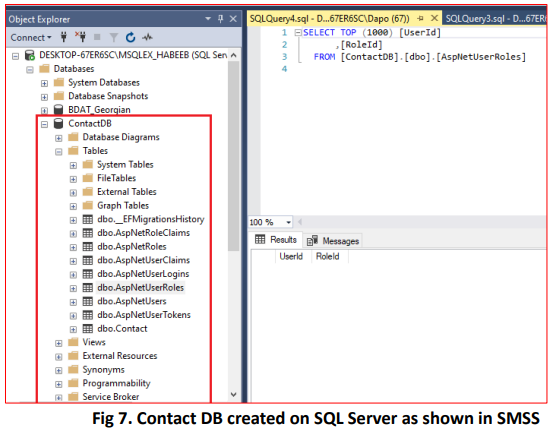 Object Explorer
Connect
DESKTOP-67ER6SC\MSQLEX_HABEEB (SQL Serv
Databases
System Databases
Database Snapshots
BDAT_Georgian
ContactDB
Database Diagrams
Tables
System Tables
FileTables
External Tables
Graph Tables
dbo.__EFMigrationsHistory
dbo.AspNetRoleClaims
dbo.AspNetRoles
dbo.AspNetUserClaims
dbo.AspNetUserLogins
dbo.AspNetUserRoles
dbo.AspNetUsers
dbo.AspNetUserTokens
dbo.Contact
Views
External Resources
Synonyms
Programmability
Service Broker
SQLQuery4.sql - D...67ER6SC\Dapo (67)) SQLQuery3.sql - D...67ER
1 SELECT TOP (1000) [UserId]
2 ,[RoleId]
3 FROM [ContactDB].[dbo].[AspNetUserRoles]
4
100 %
Results Messages
UserId RoleId
Fig 7. Contact DB created on SQL Server as shown in SMSS